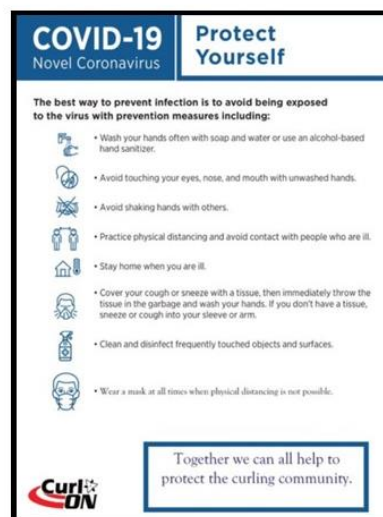 COVID-19
Novel Coronavirus
Protect
Yourself
The best way to prevent infection is to avoid being exposed
to the virus with prevention measures including:
• Wash your hands often with soap and water or use an alcohol-based
hand sanitizer.
• Avoid touching your eyes, nose, and mouth with unwashed hands.
• Avoid shaking hands with others.
• Practice physical distancing and avoid contact with people who are ill.
• Stay home when you are ill.
• Cover your cough or sneeze with a tissue, then immediately throw the
tissue in the garbage and wash your hands. If you don't have a tissue,
sneeze or cough into your sleeve or arm.
• Clean and disinfect frequently touched objects and surfaces.
• Wear a mask at all times when physical distancing is not possible.
Together we can all help to
protect the curling community.
Curl
ON